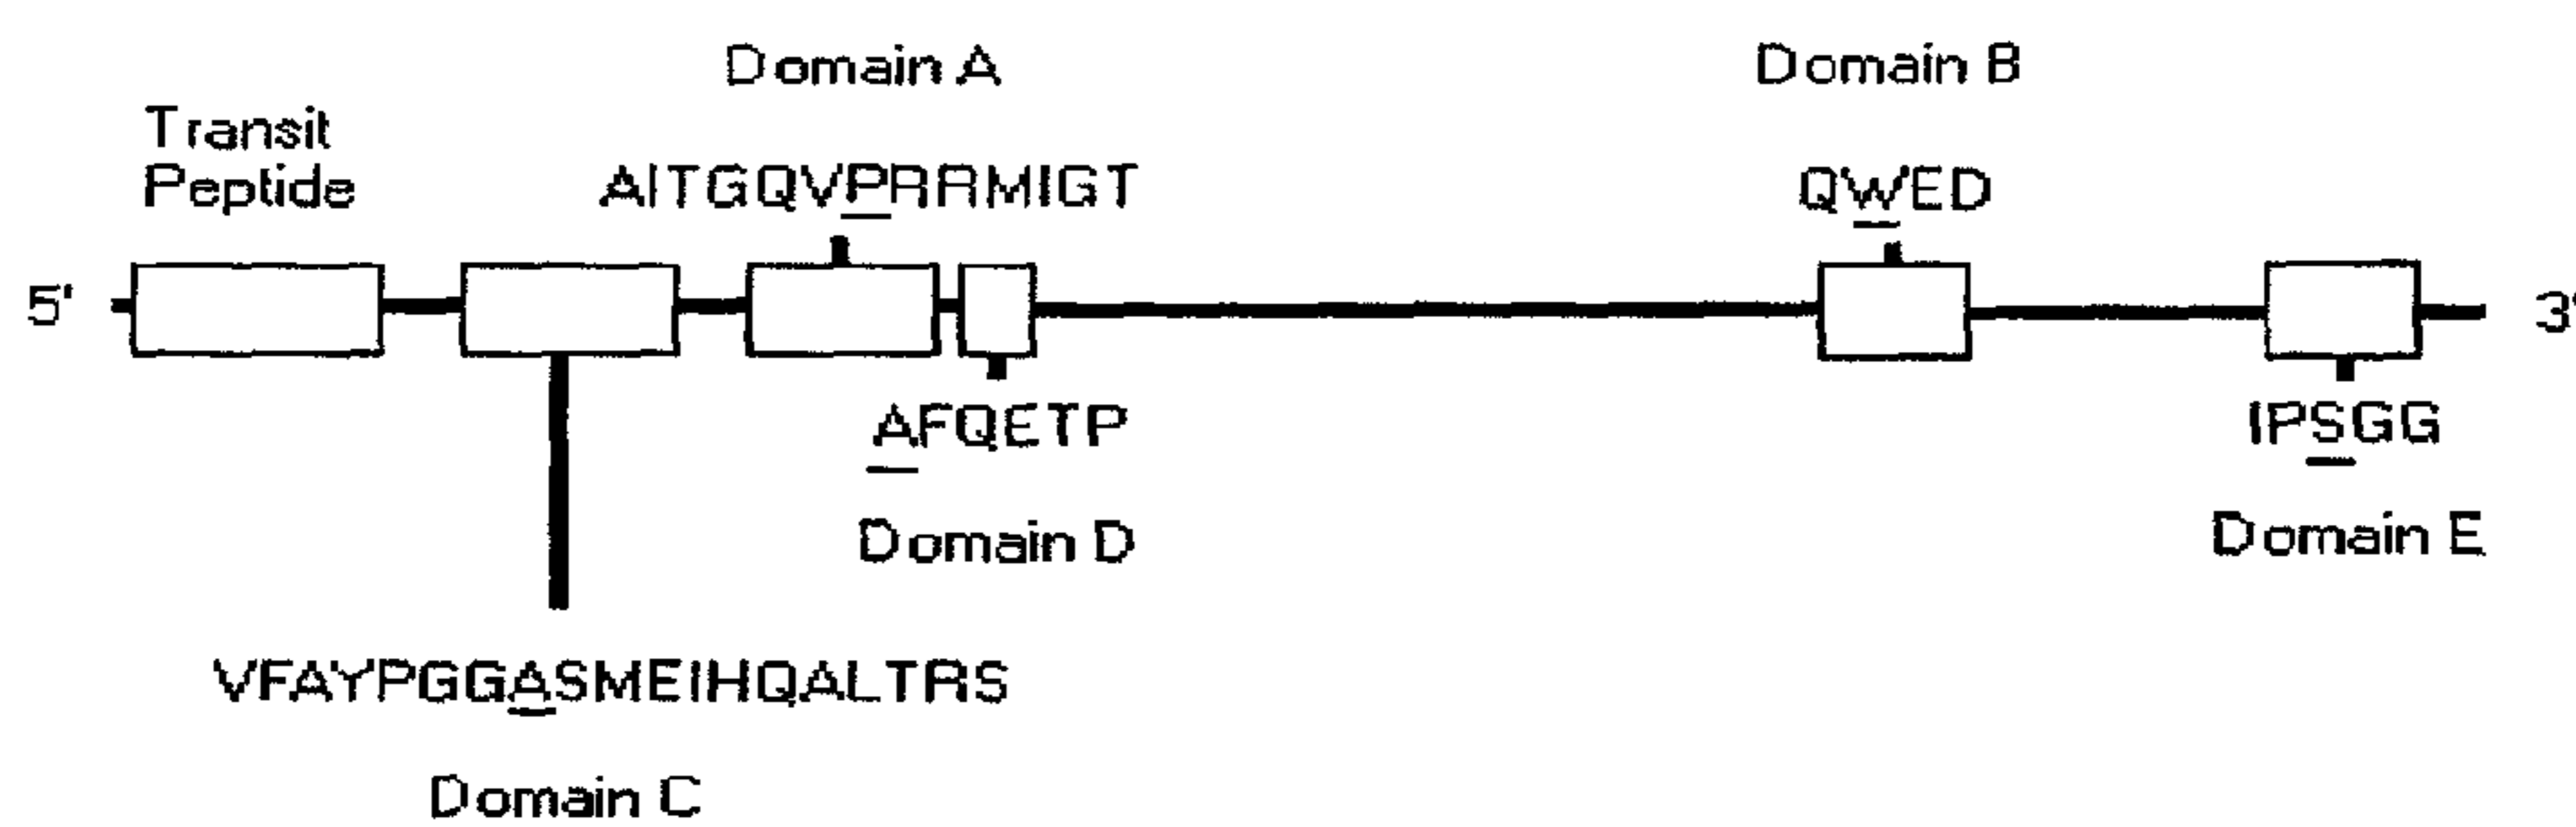 Domain A
Domain B
Transit
Peptide
AITGQVPRRMIGT
QWED
5'
3'
AFQETP
IPSGG
Domain D
Domain E
VFAYPGGASMEIHQALTRS
Domain C